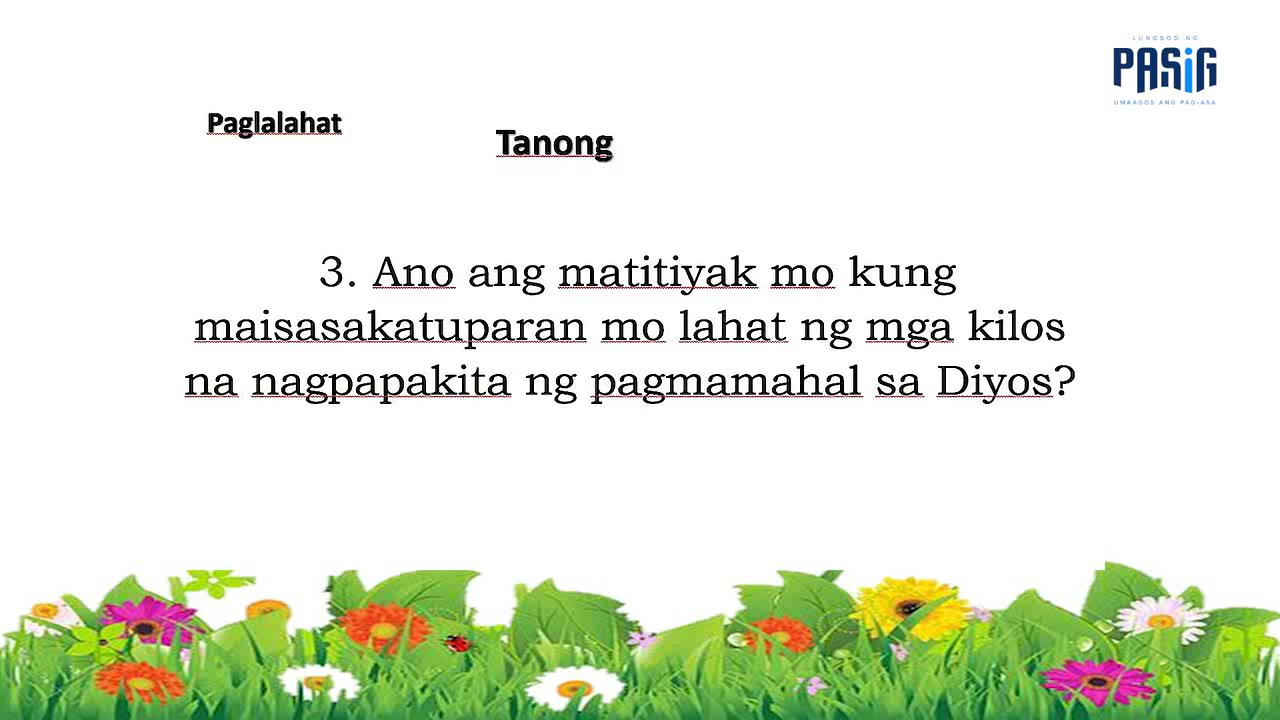 LUNGSOD NG
PASiG
UMAAGOS ANG PAG-ASA
Paglalahat
Tanong
3. Ano ang matitiyak mo kung
maisasakatuparan mo lahat ng mga kilos
na nagpapakita ng pagmamahal sa Diyos?